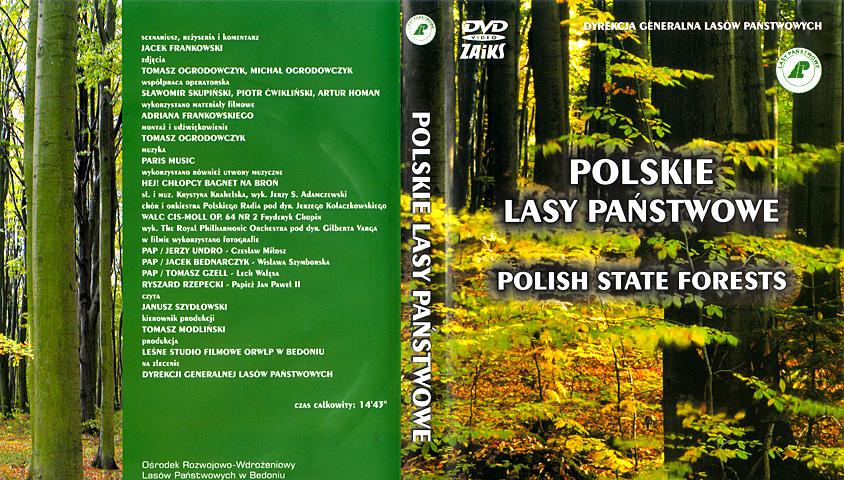 SCENARIUSZ, REŻYSERIA I KOMENTARZ
JACEK FRANKOWSKI
ZDJĘCIA
TOMASZ OGRODOWCZYK, MICHAŁ OGRODOWCZYK
WSPÓŁPRACA OPERATORSKA
SŁAWOMIR SKUPIŃSKI, PIOTR ĆWIKLIŃSKI, ARTUR HOMAN
WYKORZYSTANO MATERIAŁY FILMOWE
ADRIANA FRANKOWSKIEGO
MONTAŻ I UDŹWIĘKOWIENIE
TOMASZ OGRODOWCZYK
MUZYKA
PARIS MUSIC
WYKORZYSTANO RÓWNIEŻ UTWORY MUZYCZNE
HEJ! CHŁOPCY BAGNET NA BROŃ
SŁ. I MUZ. KRYSTYNA KRAHELSKA, WYK. JERZY S. ADAMCZEWSKI
CHÓR I ORKIESTRA POLSKIEGO RADIA POD DYR. JERZEGO KOŁACZKOWSKIEGO
WALC CIS-MOLL OP. 64 NR 2 FRYDERYK CHOPIN
WYK. THE ROYAL PHILHARMONIC ORCHESTRA POD DYR. GILBERTA VARGA
W FILMIE WYKORZYSTANO FOTOGRAFIE
PAP / JERZY UNDRO - CZESŁAW MIŁOSZ
PAP / JACEK BEDNARCZYK - WISŁAWA SZYMBORSKA
PAP / TOMASZ GZELL - LECH WAŁĘSA
RYSZARD RZEPECKI - PAPIEŻ JAN PAWEŁ II
CZYTA
JANUSZ SZYDŁOWSKI
KIEROWNIK PRODUKCJI
TOMASZ MODLIŃSKI
PRODUKCJA
LEŚNE STUDIO FILMOWE ORWLP W BEDONIU
NA ZLECENIE
DYREKCJI GENERALNEJ LASÓW PAŃSTWOWYCH
CZAS CAŁKOWITY: 14'43"
Ośrodek Rozwojowo-Wdrożeniowy
Lasów Państwowych w Bedoniu
POLSKIE LASY PAŃSTWOWE
DVD
VIDEO
ZAiKS
DYREKCJA GENERALNA LASÓW PAŃSTWOWYCH
LASY PAŃSTWOWE
POLSKIE
LASY PAŃSTWOWE
POLISH STATE FORESTS